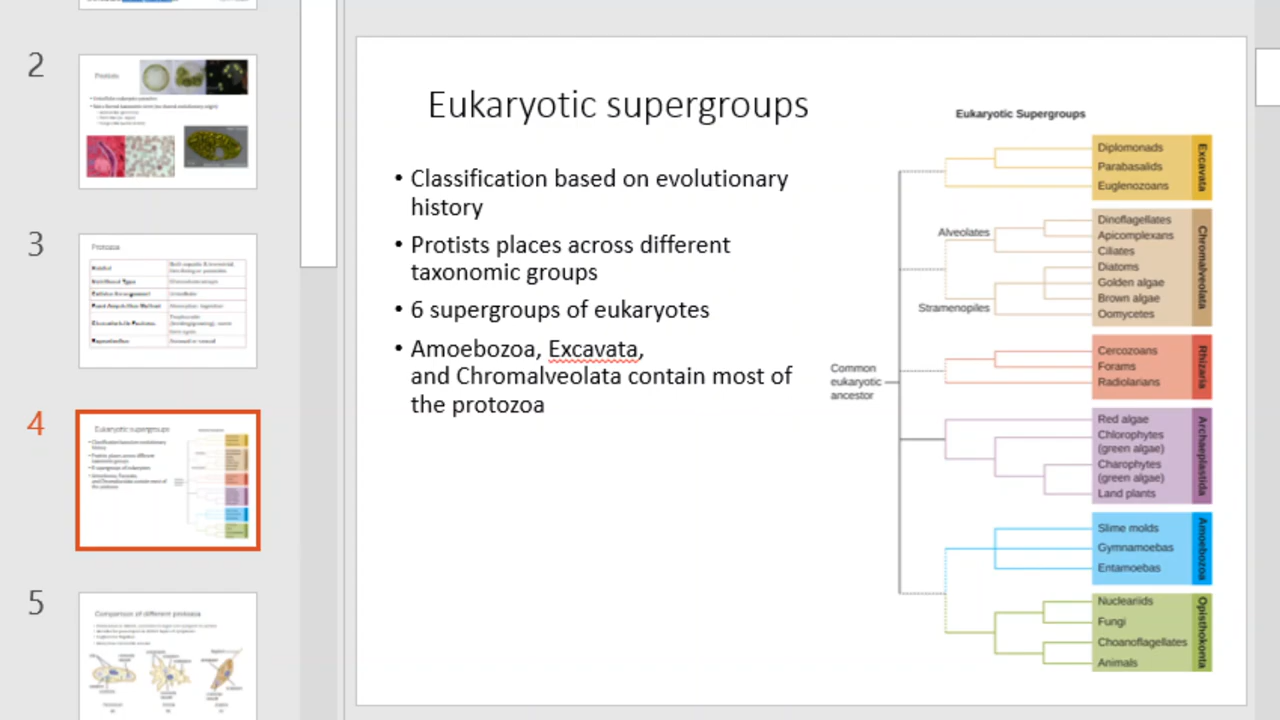 2
Protists
3
Protozoa
4
Eukaryotic supergroups
5
Comparison of different protozoa
Eukaryotic supergroups
• Classification based on evolutionary
history
• Protists places across different
taxonomic groups
• 6 supergroups of eukaryotes
• Amoebozoa, Excavata,
and Chromalveolata contain most of
the protozoa
Eukaryotic Supergroups
Common
eukaryotic
ancestor
Alveolates
Stramenopiles
Diplomonads
Parabasalids
Euglenozoans
Excavata
Dinoflagellates
Apicomplexans
Ciliates
Diatoms
Golden algae
Brown algae
Oomycetes
Chromalveolata
Cercozoans
Forams
Radiolarians
Rhizaria
Red algae
Chlorophytes
(green algae)
Charophytes
(green algae)
Land plants
Archaeplastida
Slime molds
Gymnamoebas
Entamoebas
Amoebozoa
Nucleariids
Fungi
Choanoflagellates
Animals
Opisthokonta